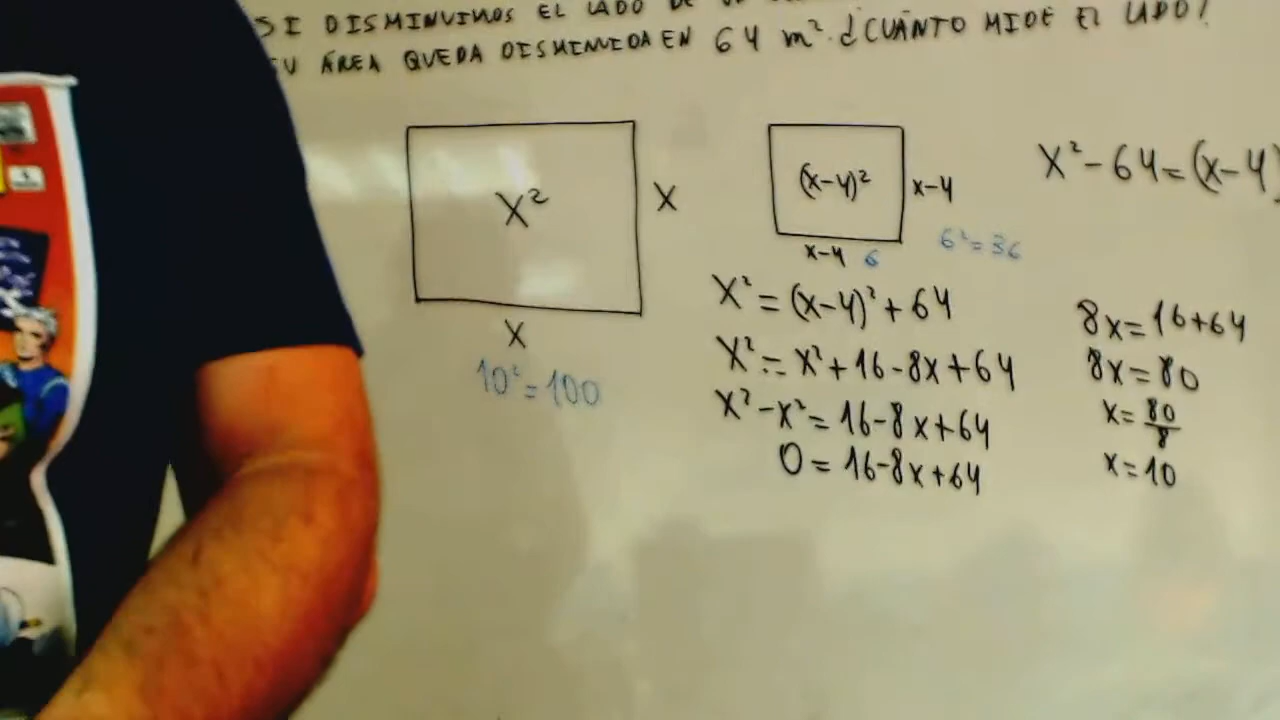 SI DISMINUIMOS EL LADO DE
SU ÁREA QUEDA DISMINUIDA EN 64 m². ¿CUÁNTO MIDE EL LADO?
X²
X
X
10² = 100
(x-4)²
x-4
x-4 6
6² = 36
X² - 64 = (x-4)
X² = (x-4)² + 64
X² = X² + 16 - 8x + 64
X² - X² = 16 - 8x + 64
0 = 16 - 8x + 64
8x = 16 + 64
8x = 80
x = 80/8
x = 10